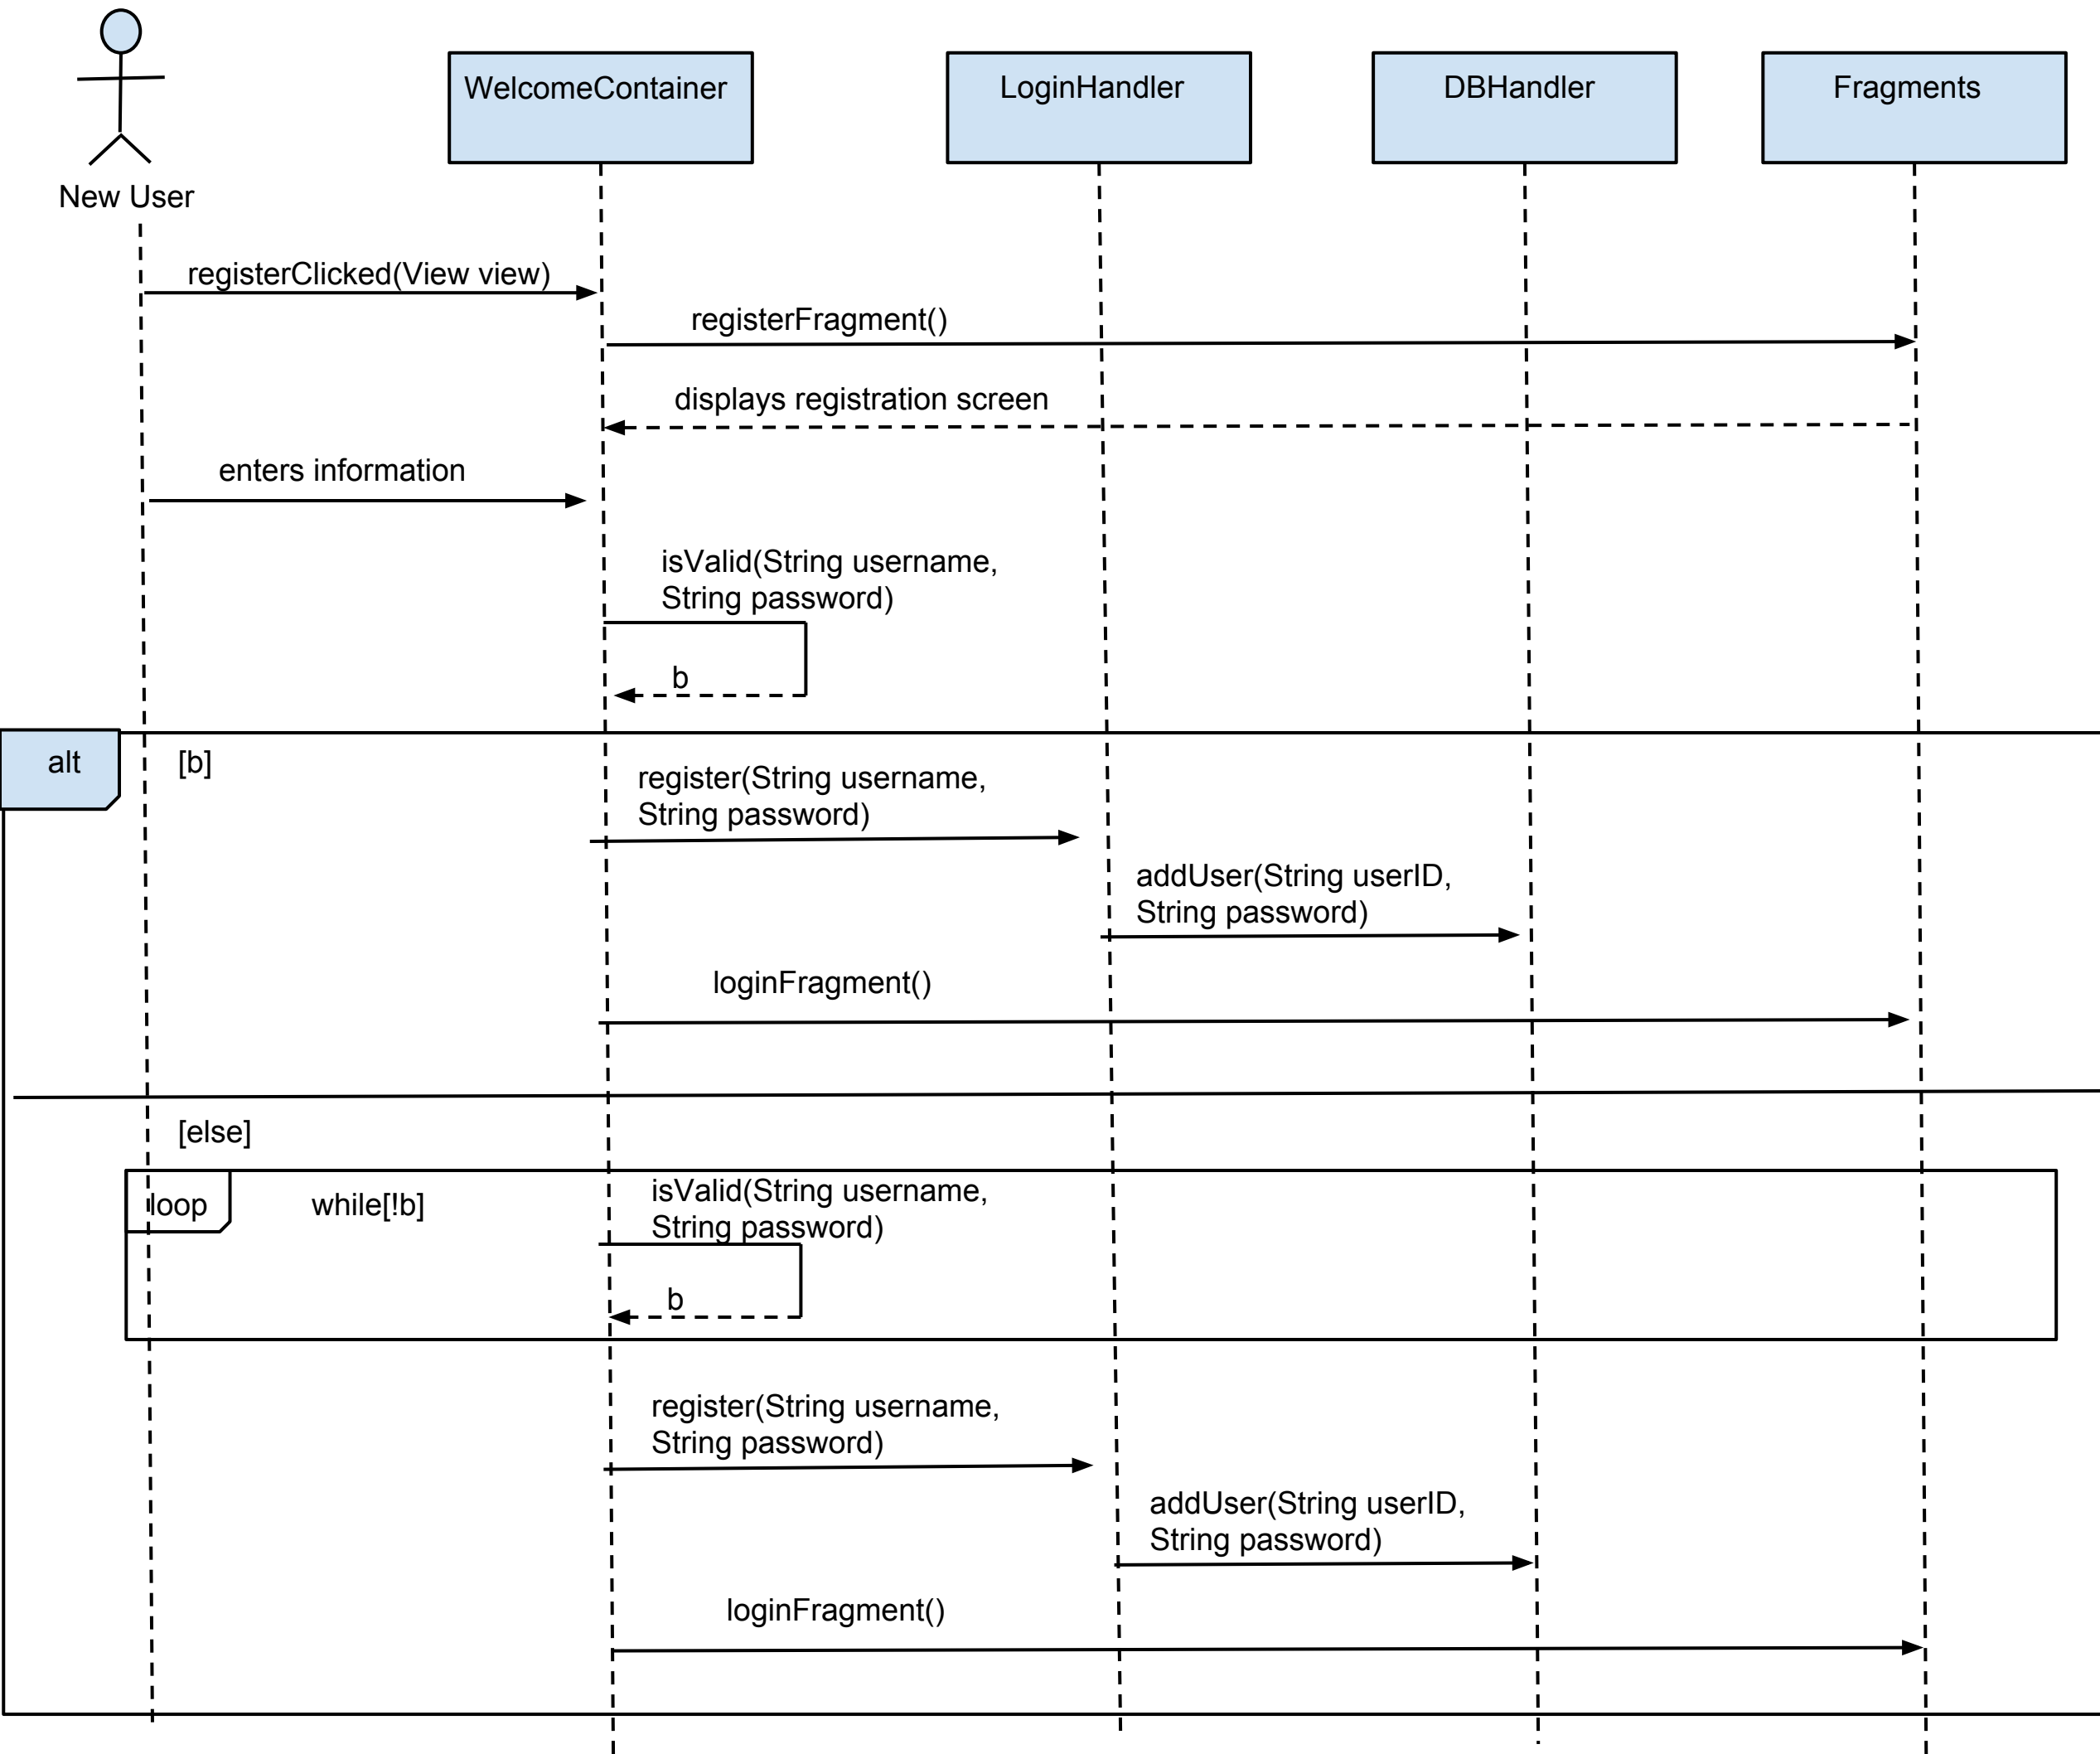 WelcomeContainer
LoginHandler
DBHandler
Fragments
New User
registerClicked(View view)
registerFragment()
displays registration screen
enters information
isValid(String username,
String password)
b
alt
[b]
register(String username,
String password)
addUser(String userID,
String password)
loginFragment()
[else]
loop
while[!b]
isValid(String username,
String password)
b
register(String username,
String password)
addUser(String userID,
String password)
loginFragment()